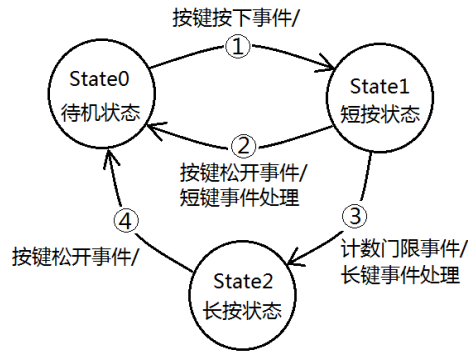 按键按下事件/
①
State0
待机状态
State1
短按状态
②
按键松开事件/
短键事件处理
③
④
计数门限事件/
长键事件处理
按键松开事件/
State2
长按状态